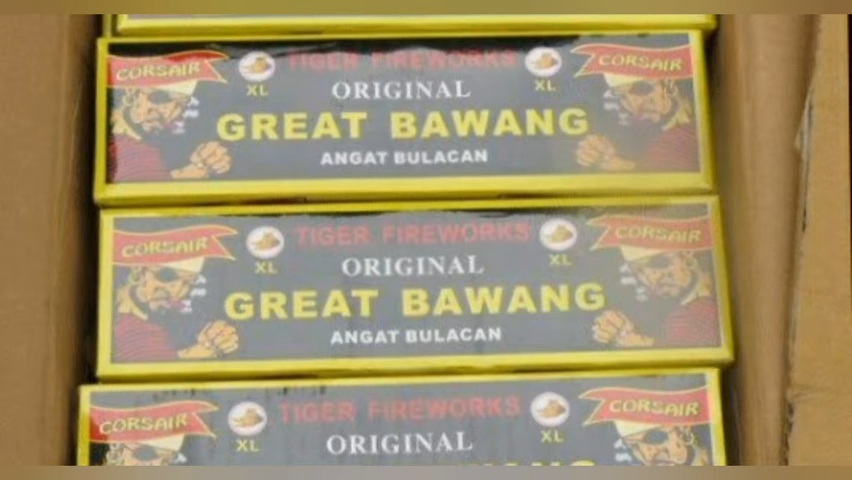 CORSAIR TIGER FIREWORKS CORSAIR
XL ORIGINAL XL
GREAT BAWANG
ANGAT BULACAN
CORSAIR TIGER FIREWORKS CORSAIR
XL ORIGINAL XL
GREAT BAWANG
ANGAT BULACAN
CORSAIR TIGER FIREWORKS CORSAIR
XL ORIGINAL XL